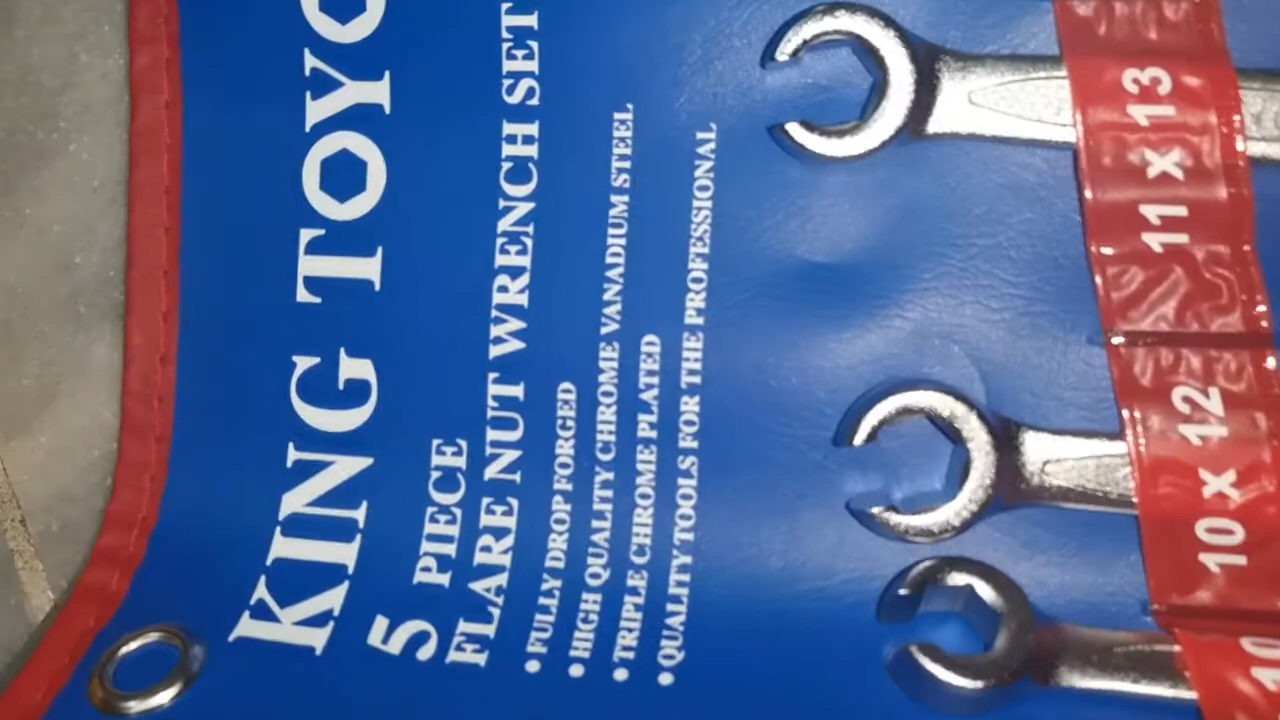 KING TOYO
5 PIECE
FLARE NUT WRENCH SET
• FULLY DROP FORGED
• HIGH QUALITY CHROME VANADIUM STEEL
• TRIPLE CHROME PLATED
• QUALITY TOOLS FOR THE PROFESSIONAL
11 x 13
10 x 12
10